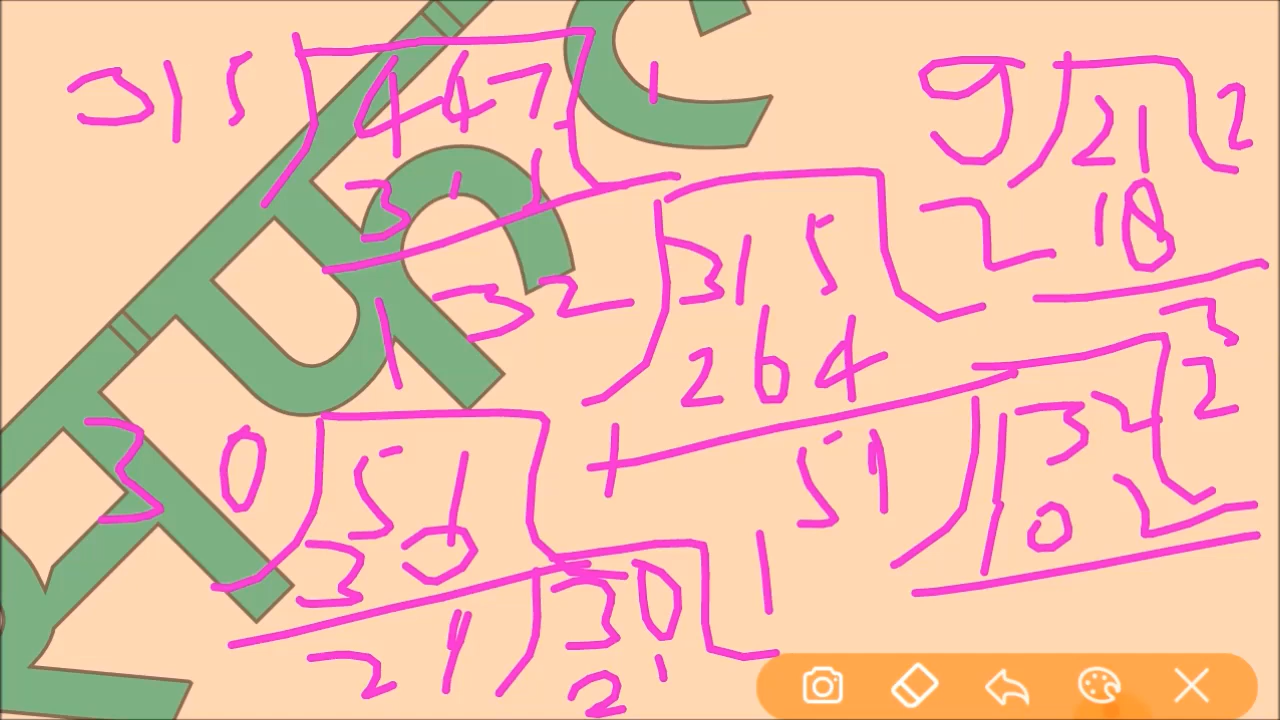 315 ) 447 ( 1
315
132 ) 315 ( 2
264
51 ) 132 ( 2
102
30 ) 51 ( 1
30
21 ) 30 ( 1
21
9 ) 21 ( 2
18
3